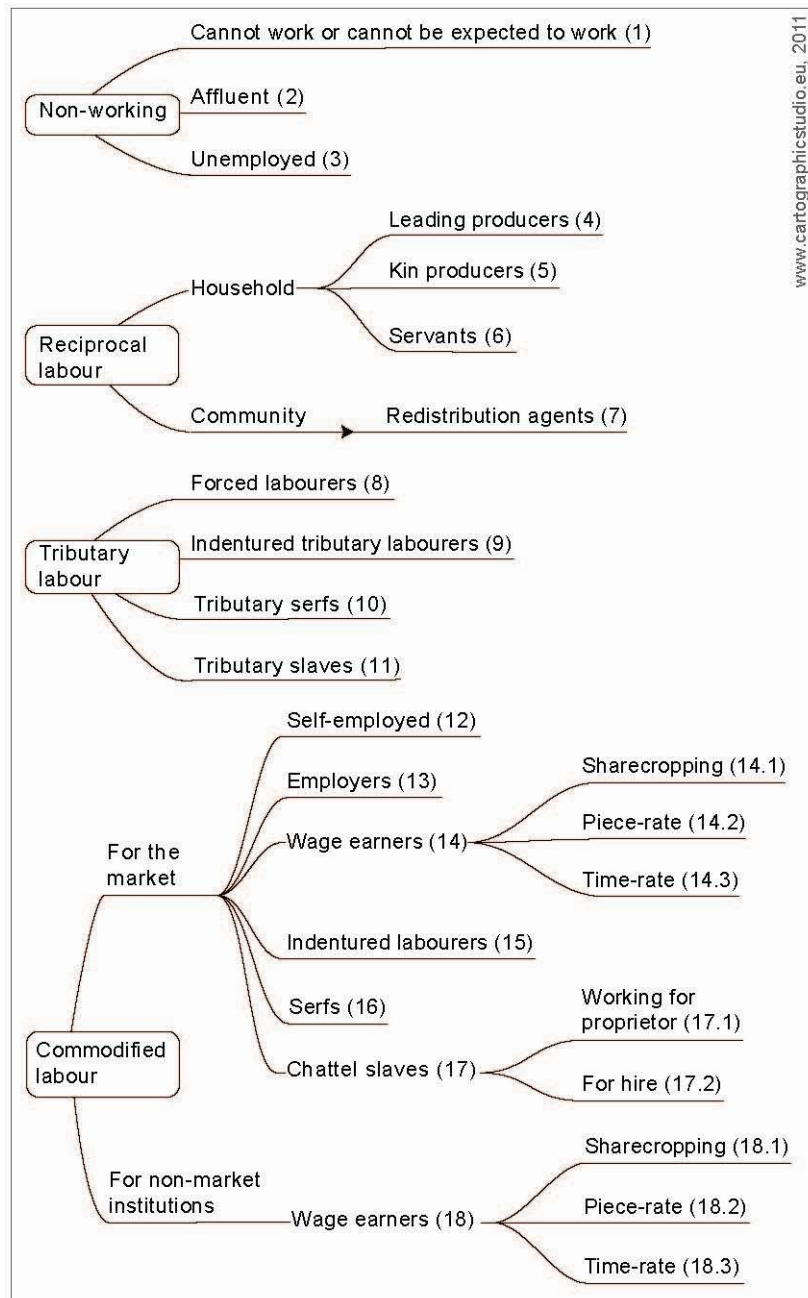 Cannot work or cannot be expected to work (1)
Non-working
Affluent (2)
Unemployed (3)
Leading producers (4)
Household
Kin producers (5)
Servants (6)
Reciprocal
labour
Community
Redistribution agents (7)
Forced labourers (8)
Tributary
labour
Indentured tributary labourers (9)
Tributary serfs (10)
Tributary slaves (11)
Self-employed (12)
Employers (13)
For the
market
Wage earners (14)
Sharecropping (14.1)
Piece-rate (14.2)
Time-rate (14.3)
Indentured labourers (15)
Serfs (16)
Commodified
labour
Chattel slaves (17)
Working for
proprietor (17.1)
For hire (17.2)
For non-market
institutions
Wage earners (18)
Sharecropping (18.1)
Piece-rate (18.2)
Time-rate (18.3)
www.cartographicstudio.eu, 2011